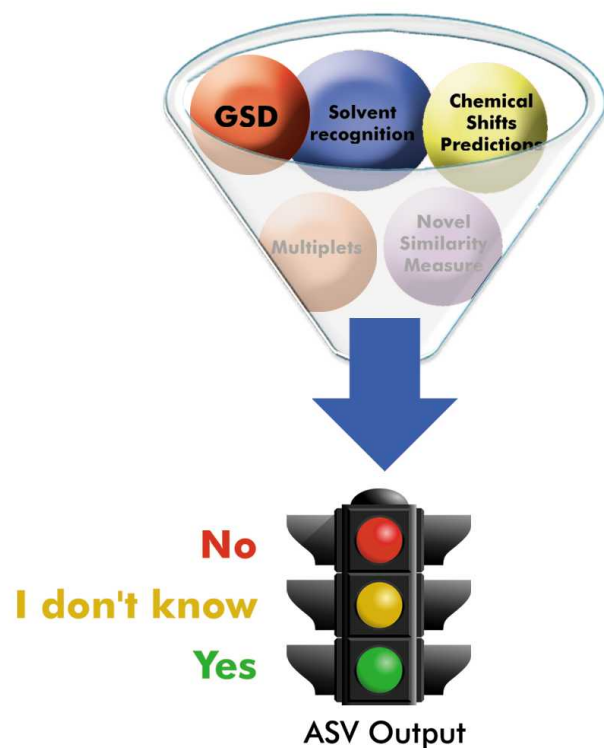 GSD
Solvent
recognition
Chemical
Shifts
Predictions
Multiplets
Novel
Similarity
Measure
No
I don't know
Yes
ASV Output